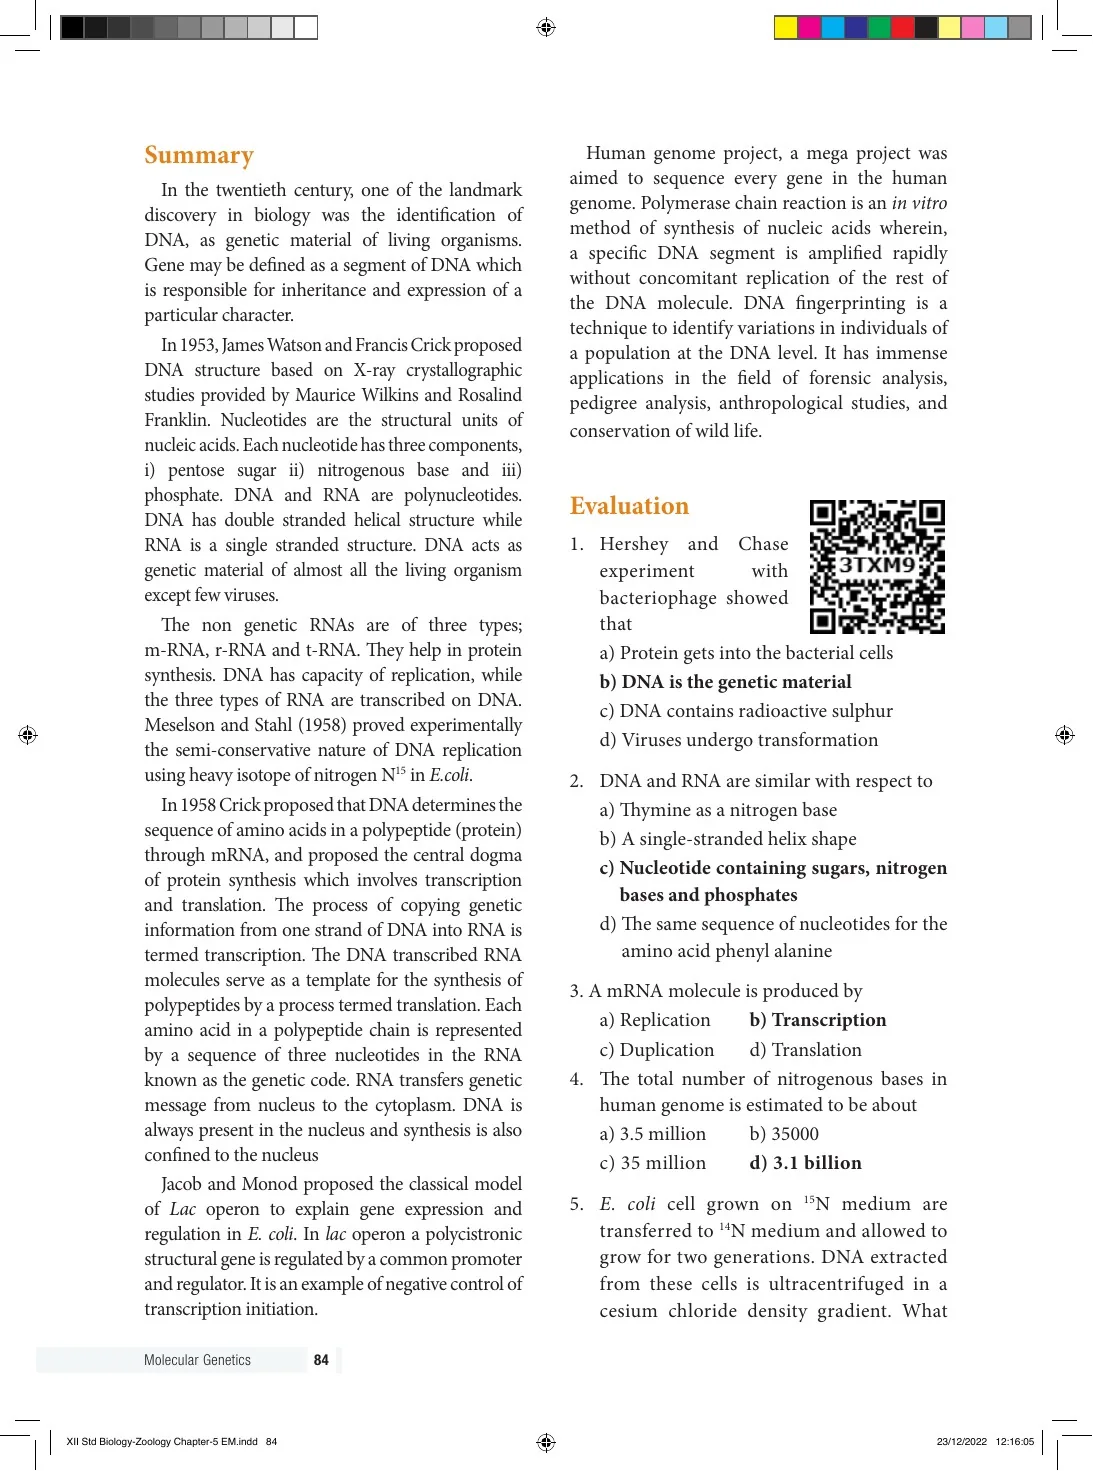 Summary
In the twentieth century, one of the landmark
discovery in biology was the identification of
DNA, as genetic material of living organisms.
Gene may be defined as a segment of DNA which
is responsible for inheritance and expression of a
particular character.
In 1953, James Watson and Francis Crick proposed
DNA structure based on X-ray crystallographic
studies provided by Maurice Wilkins and Rosalind
Franklin. Nucleotides are the structural units of
nucleic acids. Each nucleotide has three components,
i) pentose sugar ii) nitrogenous base and iii)
phosphate. DNA and RNA are polynucleotides.
DNA has double stranded helical structure while
RNA is a single stranded structure. DNA acts as
genetic material of almost all the living organism
except few viruses.
The non genetic RNAs are of three types;
m-RNA, r-RNA and t-RNA. They help in protein
synthesis. DNA has capacity of replication, while
the three types of RNA are transcribed on DNA.
Meselson and Stahl (1958) proved experimentally
the semi-conservative nature of DNA replication
using heavy isotope of nitrogen N¹⁵ in E.coli.
In 1958 Crick proposed that DNA determines the
sequence of amino acids in a polypeptide (protein)
through mRNA, and proposed the central dogma
of protein synthesis which involves transcription
and translation. The process of copying genetic
information from one strand of DNA into RNA is
termed transcription. The DNA transcribed RNA
molecules serve as a template for the synthesis of
polypeptides by a process termed translation. Each
amino acid in a polypeptide chain is represented
by a sequence of three nucleotides in the RNA
known as the genetic code. RNA transfers genetic
message from nucleus to the cytoplasm. DNA is
always present in the nucleus and synthesis is also
confined to the nucleus
Jacob and Monod proposed the classical model
of Lac operon to explain gene expression and
regulation in E. coli. In lac operon a polycistronic
structural gene is regulated by a common promoter
and regulator. It is an example of negative control of
transcription initiation.
Human genome project, a mega project was
aimed to sequence every gene in the human
genome. Polymerase chain reaction is an in vitro
method of synthesis of nucleic acids wherein,
a specific DNA segment is amplified rapidly
without concomitant replication of the rest of
the DNA molecule. DNA fingerprinting is a
technique to identify variations in individuals of
a population at the DNA level. It has immense
applications in the field of forensic analysis,
pedigree analysis, anthropological studies, and
conservation of wild life.
Evaluation
3TXM9
1. Hershey and Chase
experiment with
bacteriophage showed
that
a) Protein gets into the bacterial cells
b) DNA is the genetic material
c) DNA contains radioactive sulphur
d) Viruses undergo transformation
2. DNA and RNA are similar with respect to
a) Thymine as a nitrogen base
b) A single-stranded helix shape
c) Nucleotide containing sugars, nitrogen
bases and phosphates
d) The same sequence of nucleotides for the
amino acid phenyl alanine
3. A mRNA molecule is produced by
a) Replication b) Transcription
c) Duplication d) Translation
4. The total number of nitrogenous bases in
human genome is estimated to be about
a) 3.5 million b) 35000
c) 35 million d) 3.1 billion
5. E. coli cell grown on ¹⁵N medium are
transferred to ¹⁴N medium and allowed to
grow for two generations. DNA extracted
from these cells is ultracentrifuged in a
cesium chloride density gradient. What
Molecular Genetics 84
XII Std Biology-Zoology Chapter-5 EM.indd 84
23/12/2022 12:16:05